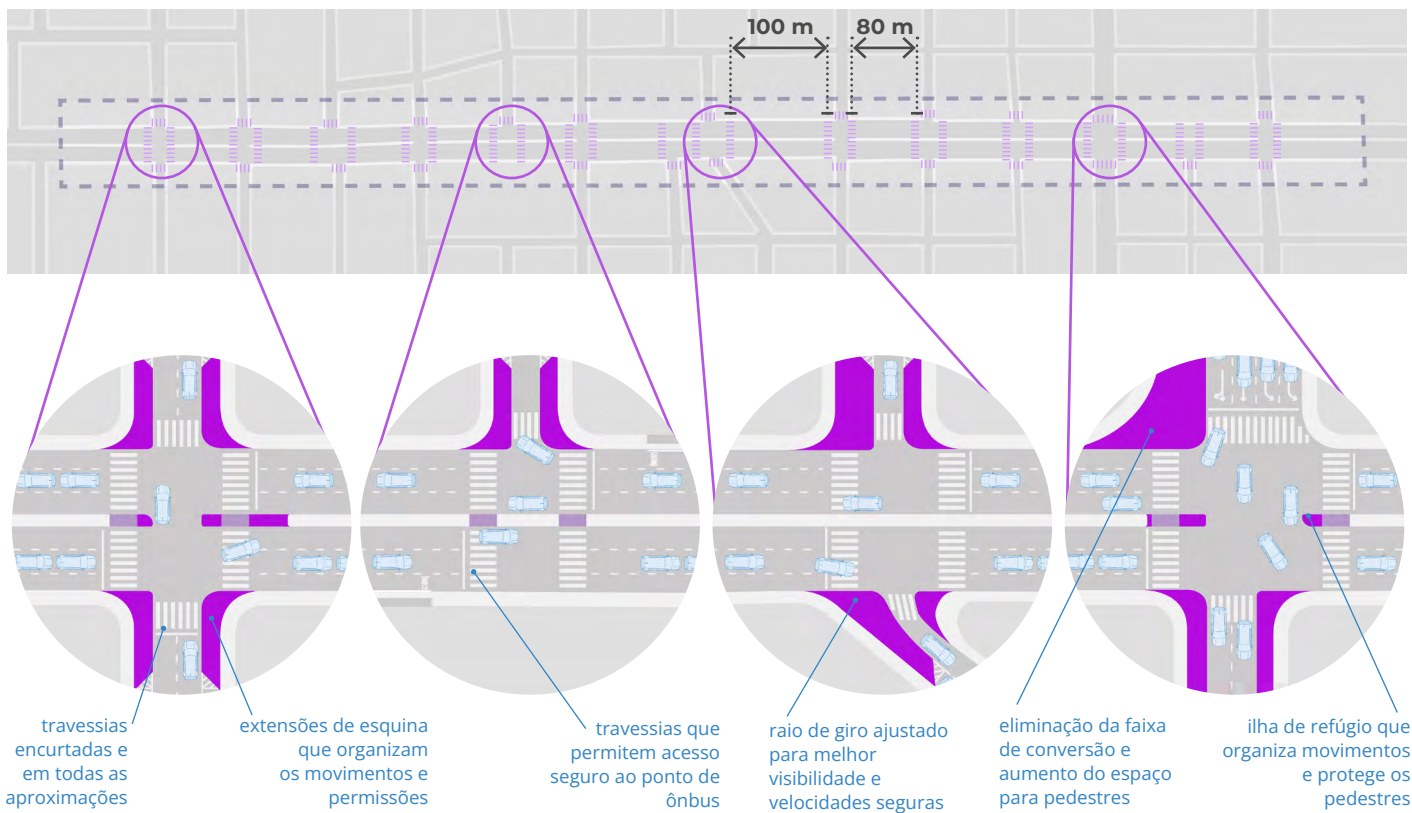 100 m
80 m
travessias
encurtadas e
em todas as
aproximações
extensões de esquina
que organizam
os movimentos e
permissões
travessias que
permitem acesso
seguro ao ponto de
ônbus
raio de giro ajustado
para melhor
visibilidade e
velocidades seguras
eliminação da faixa
de conversão e
aumento do espaço
para pedestres
ilha de refúgio que
organiza movimentos
e protege os
pedestres